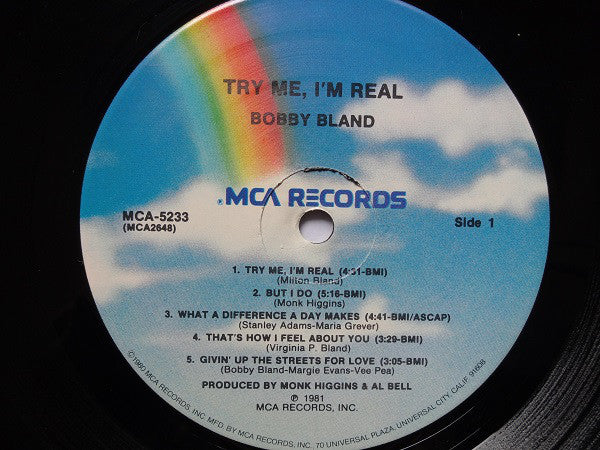 TRY ME, I'M REAL
BOBBY BLAND
MCA RECORDS
MCA-5233
(MCA2648)
Side 1
1. TRY ME, I'M REAL (4:31-BMI)
(Milton Bland)
2. BUT I DO (5:16-BMI)
(Monk Higgins)
3. WHAT A DIFFERENCE A DAY MAKES (4:41-BMI/ASCAP)
(Stanley Adams-Maria Grever)
4. THAT'S HOW I FEEL ABOUT YOU (3:29-BMI)
(Virginia P. Bland)
5. GIVIN' UP THE STREETS FOR LOVE (3:05-BMI)
(Bobby Bland-Margie Evans-Vee Pea)
PRODUCED BY MONK HIGGINS & AL BELL
℗ 1981
MCA RECORDS, INC.
©1980 MCA RECORDS, INC. MFD. BY MCA RECORDS, INC. 70 UNIVERSAL PLAZA, UNIVERSAL CITY, CALIF. 91608